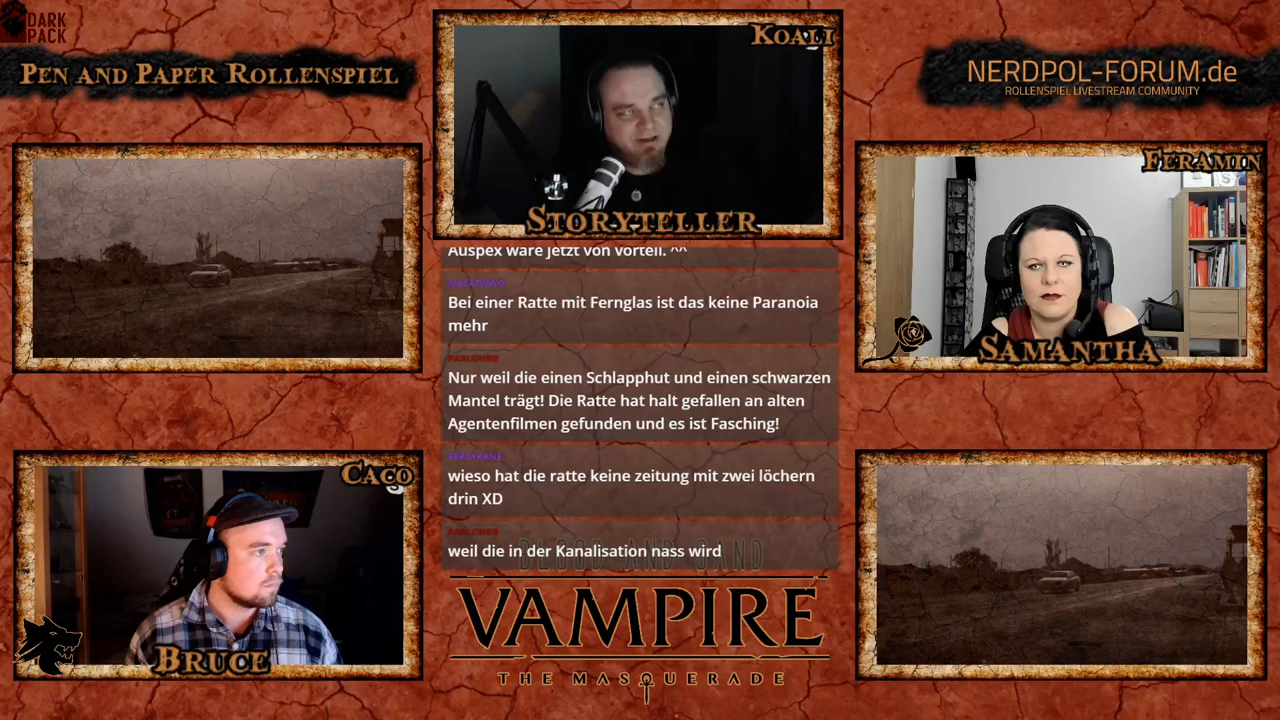 DARK
PACK
PEN AND PAPER ROLLENSPIEL
KOALI
STORYTELLER
NERDPOL-FORUM.de
ROLLENSPIEL LIVESTREAM COMMUNITY
FERAMIN
SAMANTHA
Auspex wäre jetzt von vorteil. ^^
Bei einer Ratte mit Fernglas ist das keine Paranoia
mehr
PARLONBB
Nur weil die einen Schlapphut und einen schwarzen
Mantel trägt! Die Ratte hat halt gefallen an alten
Agentenfilmen gefunden und es ist Fasching!
PERCYKANE
wieso hat die ratte keine zeitung mit zwei löchern
drin XD
PARLONBB
weil die in der Kanalisation nass wird
BLOOD AND SAND
VAMPIRE
THE MASQUERADE
CACO
BRUCE